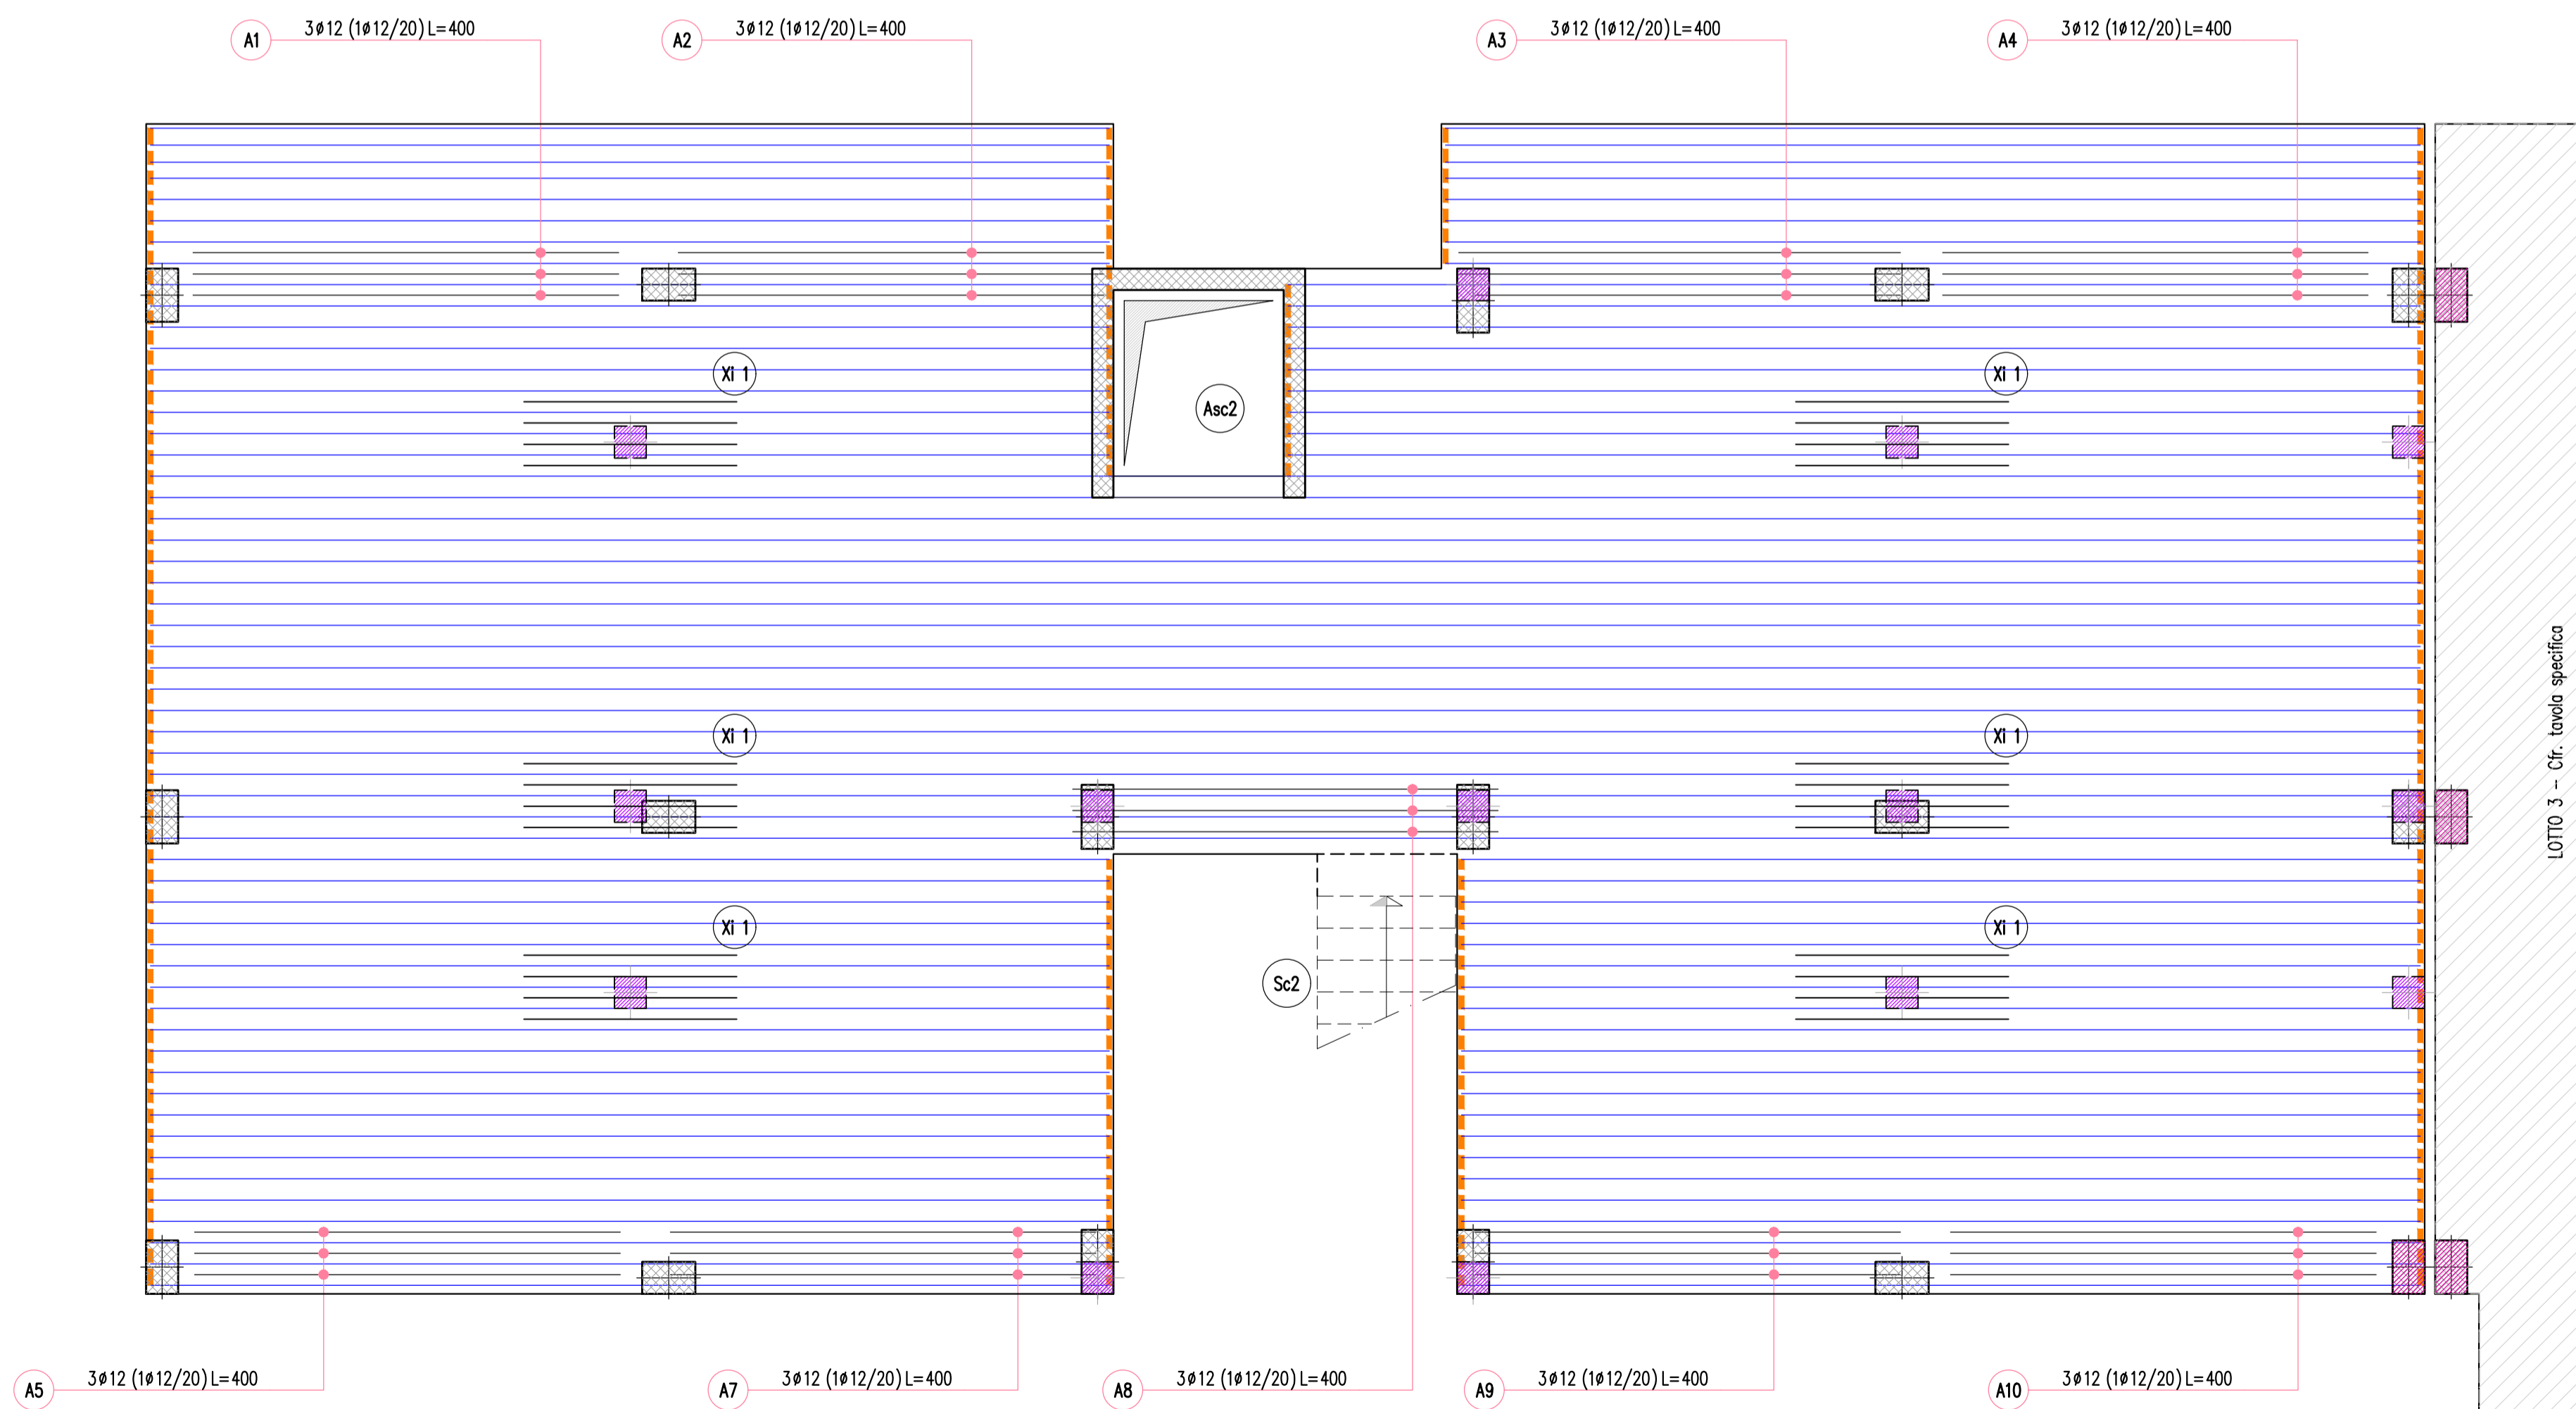 A1 3ø12 (1ø12/20) L=400
A2 3ø12 (1ø12/20) L=400
A3 3ø12 (1ø12/20) L=400
A4 3ø12 (1ø12/20) L=400
Xi 1
Xi 1
Asc2
LOTTO 3 - Cfr. tavola specifica
Xi 1
Xi 1
Xi 1
Xi 1
Sc2
A5 3ø12 (1ø12/20) L=400
A7 3ø12 (1ø12/20) L=400
A8 3ø12 (1ø12/20) L=400
A9 3ø12 (1ø12/20) L=400
A10 3ø12 (1ø12/20) L=400